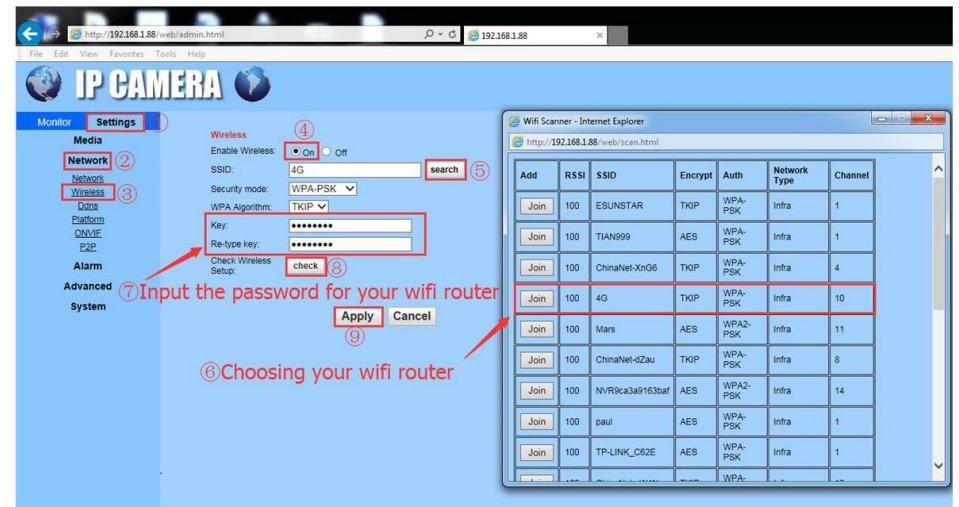 http://192.168.1.88/web/admin.html
192.168.1.88
File Edit View Favorites Tools Help
IP CAMERA
Monitor Settings ①
Media
Network ②
Network
Wireless ③
Ddns
Platform
ONVIF
P2P
Alarm
Advanced
System
Wireless ④
Enable Wireless: On Off
SSID: 4G search ⑤
Security mode: WPA-PSK
WPA Algorithm: TKIP
Key: ••••••••
Re-type key: ••••••••
Check Wireless
Setup: check ⑧
⑦Input the password for your wifi router
Apply Cancel
⑨
⑥Choosing your wifi router
Wifi Scanner - Internet Explorer
http://192.168.1.88/web/scan.html
Add RSSI SSID Encrypt Auth Network Type Channel
Join 100 ESUNSTAR TKIP WPA-PSK Infra 1
Join 100 TIAN999 AES WPA-PSK Infra 1
Join 100 ChinaNet-XnG6 TKIP WPA-PSK Infra 4
Join 100 4G TKIP WPA-PSK Infra 10
Join 100 Mars AES WPA2-PSK Infra 11
Join 100 ChinaNet-dZau TKIP WPA-PSK Infra 8
Join 100 NVR9ca3a9163baf AES WPA2-PSK Infra 14
Join 100 paul AES WPA-PSK Infra 1
Join 100 TP-LINK_C62E AES WPA-PSK Infra 1
WPA-